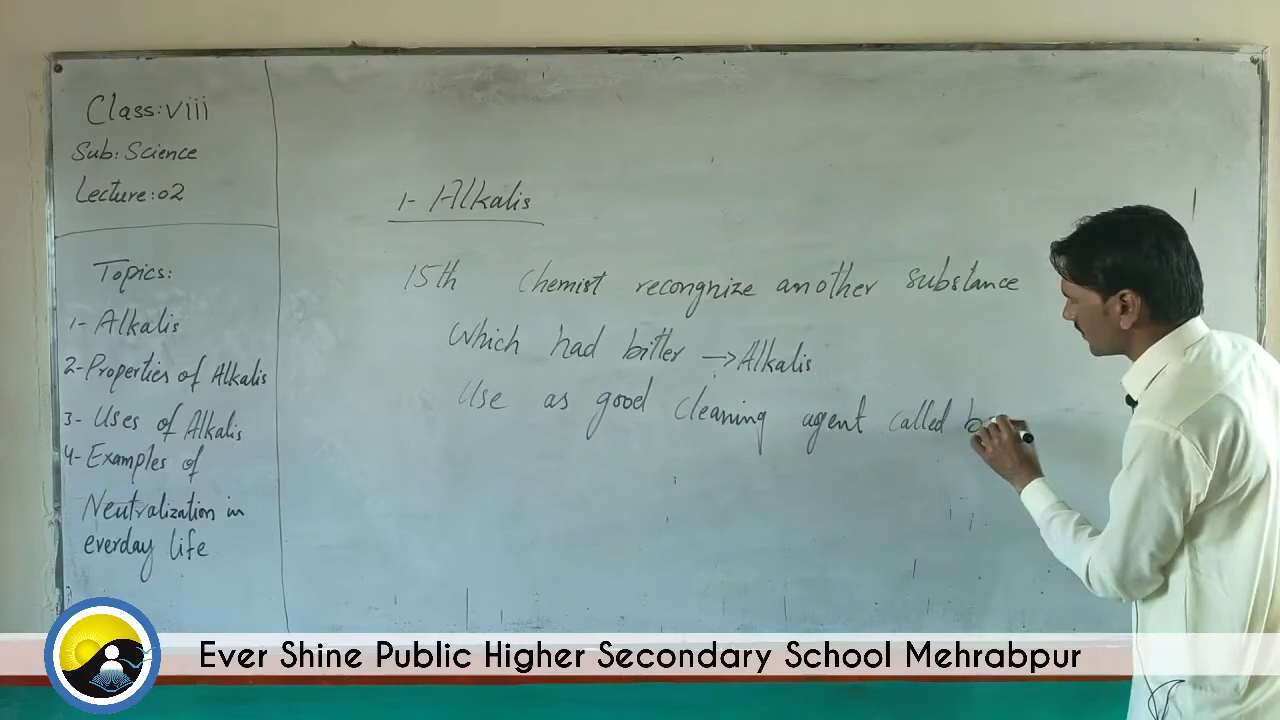 Class: viii
Sub: Science
Lecture: 02
Topics:
1- Alkalis
2- Properties of Alkalis
3- Uses of Alkalis
4- Examples of
Neutralization in
everday life
1- Alkalis
15th Chemist recongnize another substance
Which had bitter → Alkalis
Use as good cleaning agent called
Ever Shine Public Higher Secondary School Mehrabpur